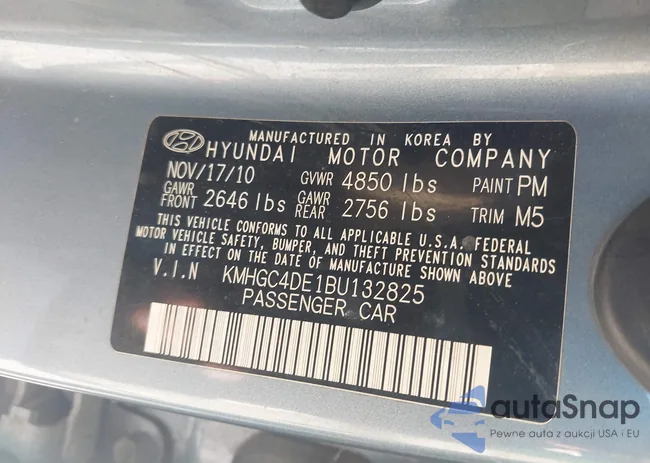 MANUFACTURED IN KOREA BY
HYUNDAI MOTOR COMPANY
NOV/17/10 GVWR 4850 lbs PAINT PM
GAWR FRONT 2646 lbs GAWR REAR 2756 lbs TRIM M5
THIS VEHICLE CONFORMS TO ALL APPLICABLE U.S.A. FEDERAL
MOTOR VEHICLE SAFETY, BUMPER, AND THEFT PREVENTION STANDARDS
IN EFFECT ON THE DATE OF MANUFACTURE SHOWN ABOVE
V.I.N KMHGC4DE1BU132825
PASSENGER CAR
autoSnap
Pewne auta z aukcji USA i EU